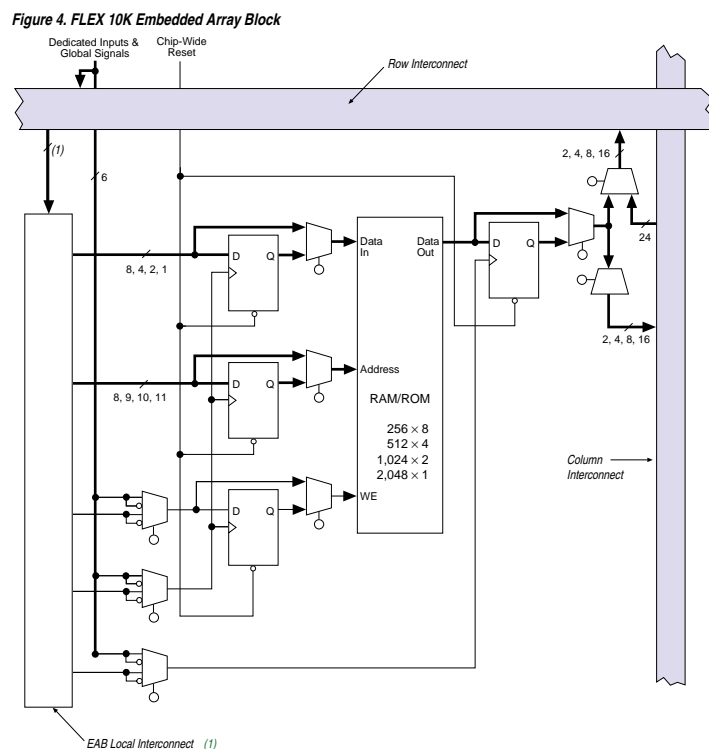 Figure 4. FLEX 10K Embedded Array Block
Dedicated Inputs &
Global Signals
Chip-Wide
Reset
Row Interconnect
(1)
6
2, 4, 8, 16
24
D Q
8, 4, 2, 1
Data
In
Data
Out
D Q
2, 4, 8, 16
D Q
8, 9, 10, 11
Address
RAM/ROM
256 × 8
512 × 4
1,024 × 2
2,048 × 1
Column
Interconnect
D Q
WE
EAB Local Interconnect (1)